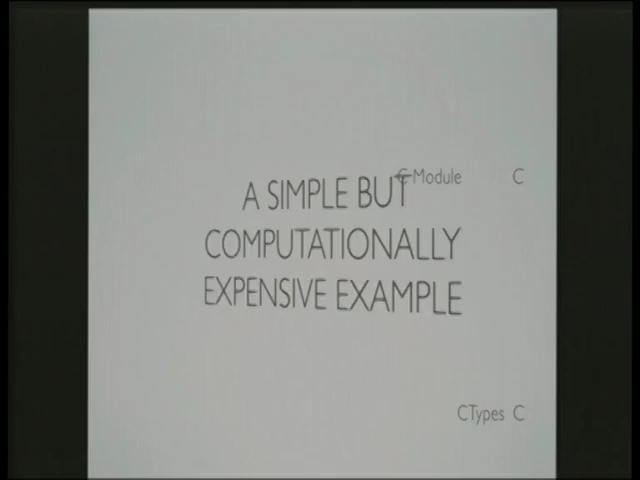 C Module C
A SIMPLE BUT
COMPUTATIONALLY
EXPENSIVE EXAMPLE
CTypes C